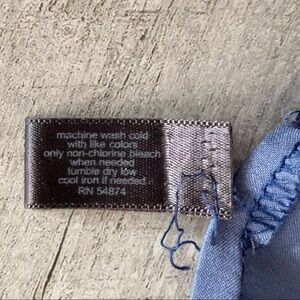 machine wash cold
with like colors
only non-chlorine bleach
when needed
tumble dry low
cool iron if needed
RN 54874